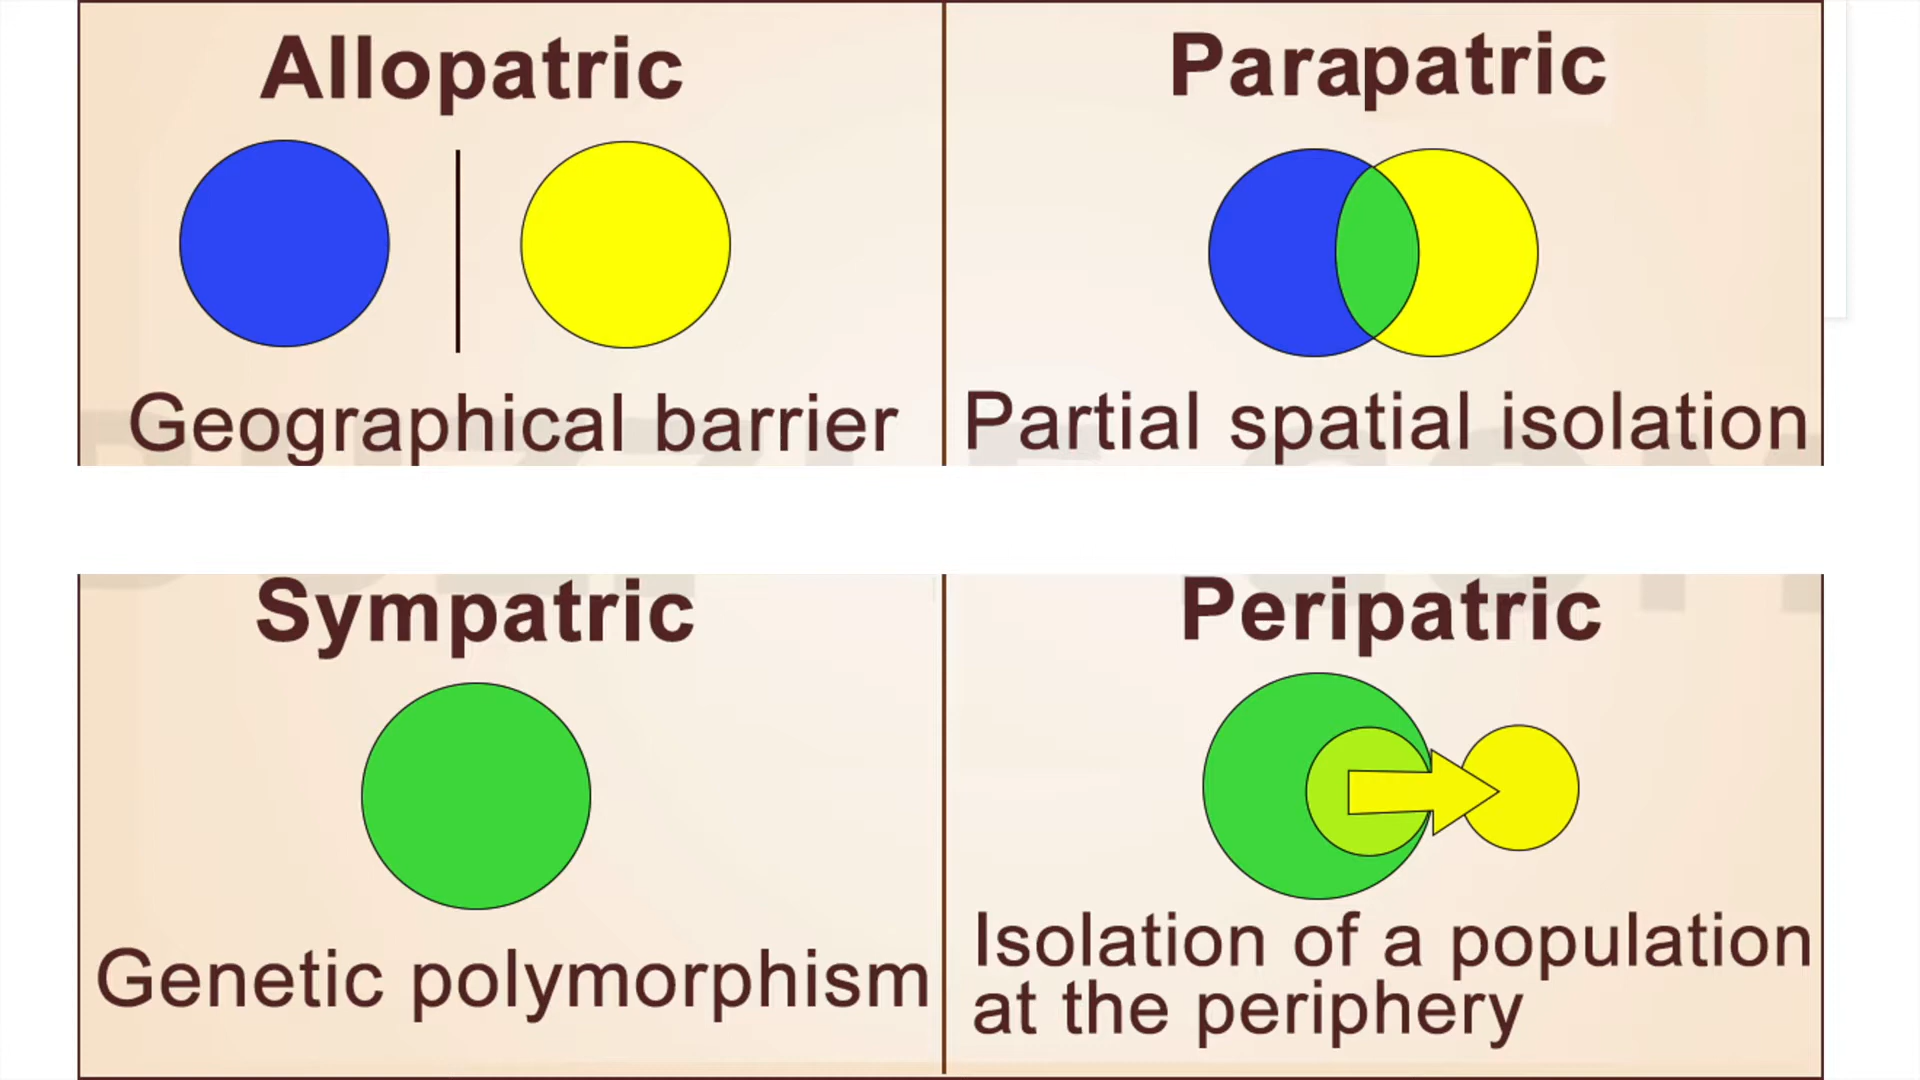 Allopatric
Parapatric
Geographical barrier
Partial spatial isolation
Sympatric
Peripatric
Genetic polymorphism
Isolation of a population
at the periphery